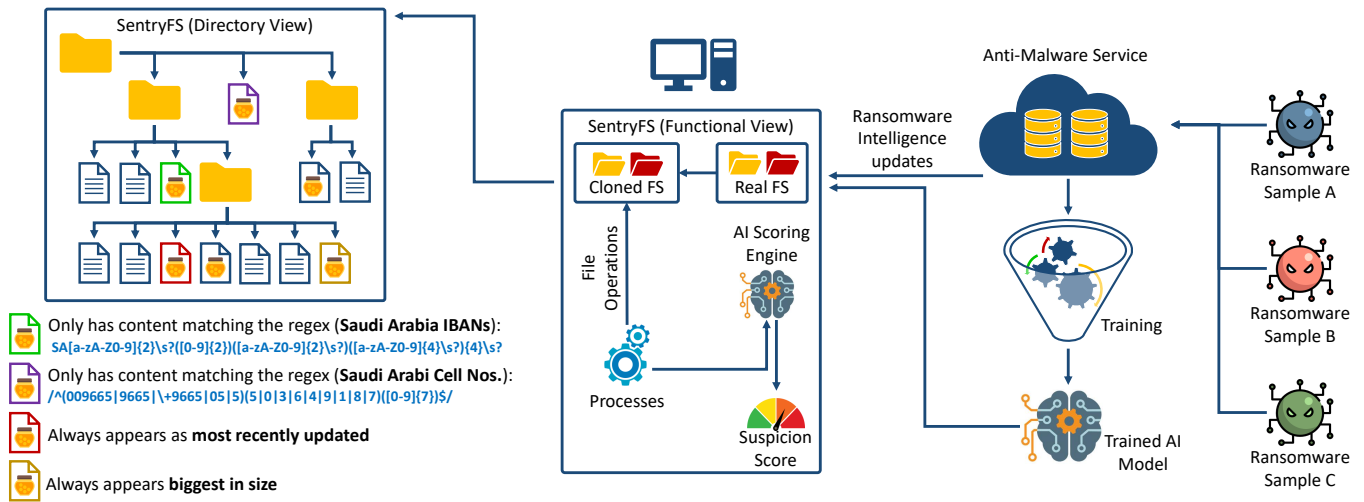 SentryFS (Directory View)
Only has content matching the regex (Saudi Arabia IBANs):
SA[a-zA-Z0-9]{2}\s?([0-9]{2})([a-zA-Z0-9]{2}\s?)([a-zA-Z0-9]{4}\s?){4}\s?
Only has content matching the regex (Saudi Arabi Cell Nos.):
/^(009665|9665|\+9665|05|5)(5|0|3|6|4|9|1|8|7)([0-9]{7})$/
Always appears as most recently updated
Always appears biggest in size
SentryFS (Functional View)
Cloned FS
Real FS
File
Operations
AI Scoring
Engine
Processes
Suspicion
Score
Ransomware
Intelligence
updates
Anti-Malware Service
Training
Trained AI
Model
Ransomware
Sample A
Ransomware
Sample B
Ransomware
Sample C